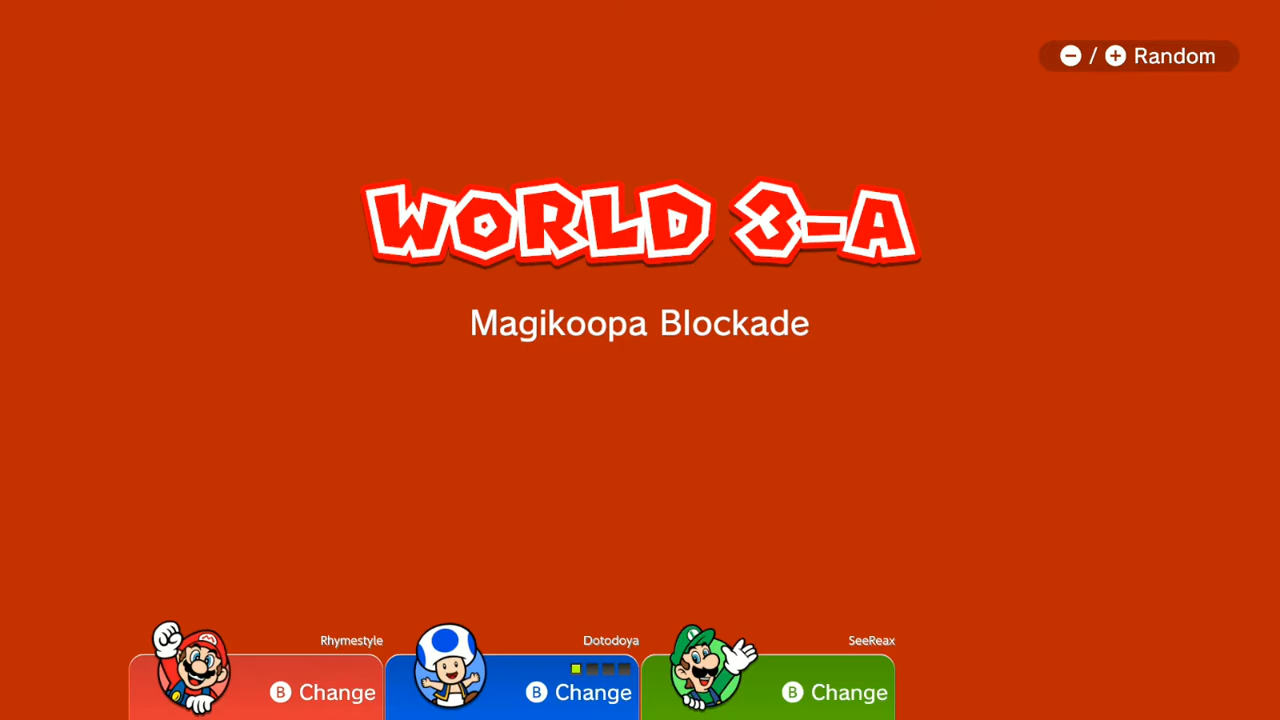 − / + Random
WORLD 3-A
Magikoopa Blockade
Rhymestyle
B Change
Dotodoya
B Change
SeeReax
B Change